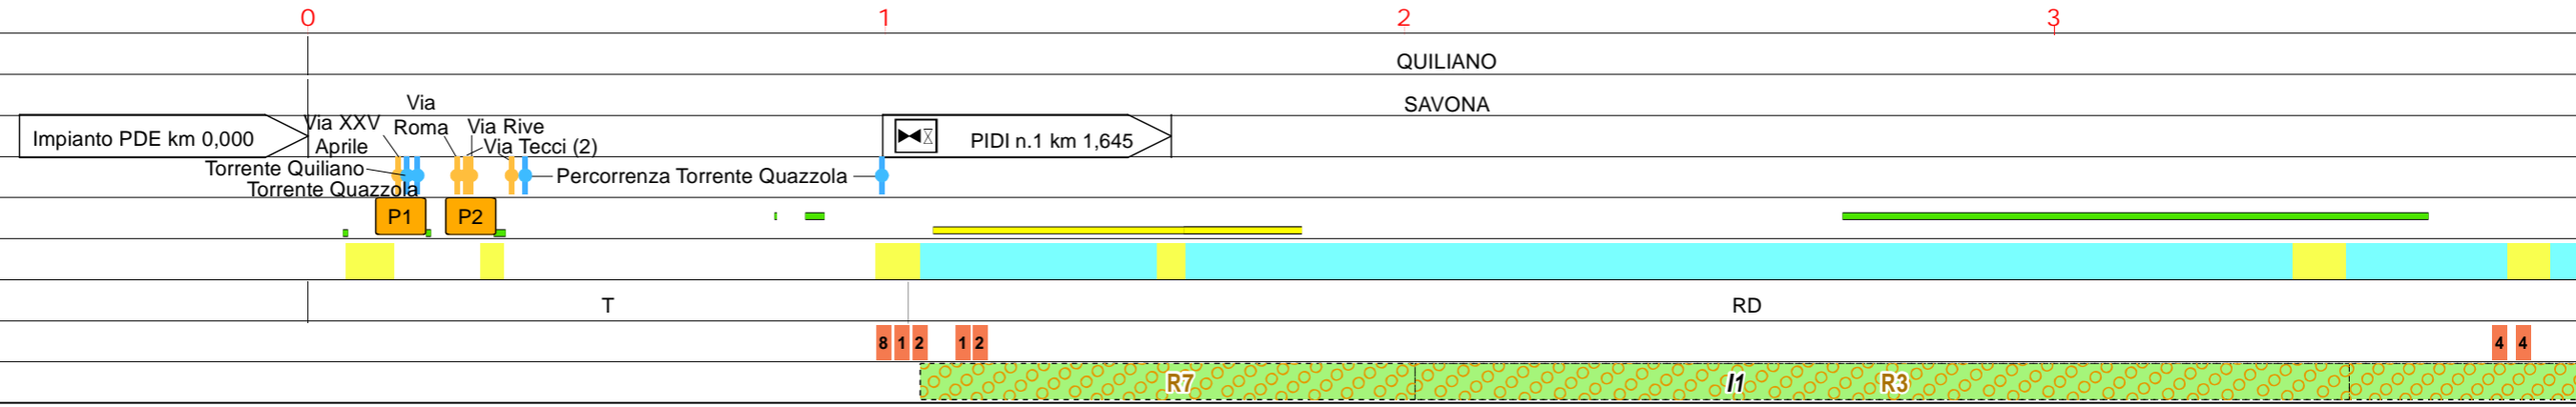 0 1 2 3
QUILIANO
SAVONA
Impianto PDE km 0,000
Via XXV
Aprile
Via
Roma
Via Rive
Via Tecci (2)
PIDI n.1 km 1,645
Torrente Quiliano
Torrente Quazzola
Percorrenza Torrente Quazzola
P1 P2
T RD
8 1 2 1 2 4 4
R7 I1 R3